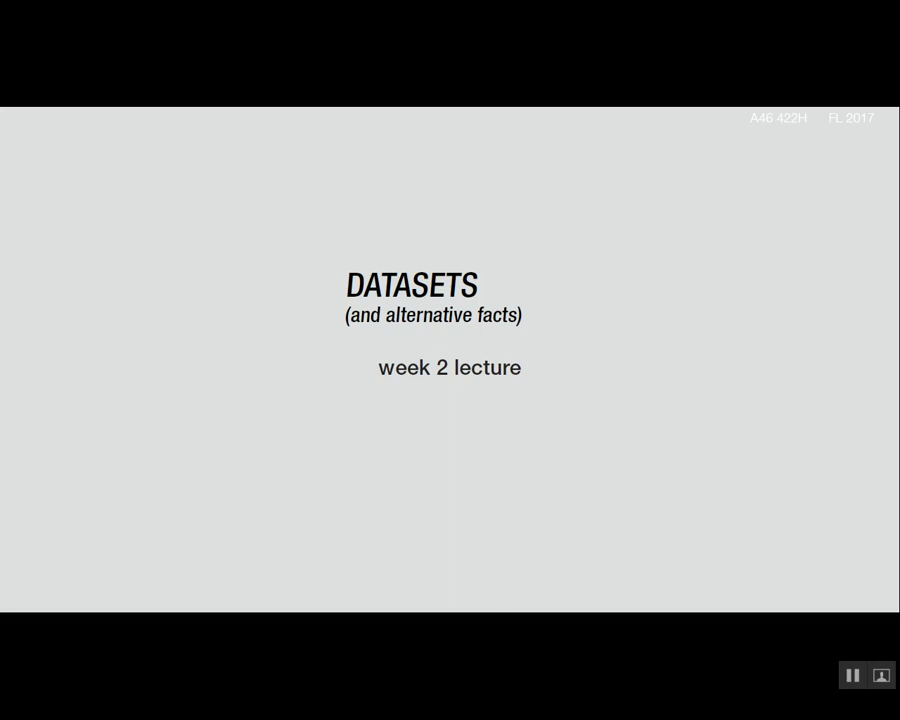 A46 422H FL 2017
DATASETS
(and alternative facts)
week 2 lecture